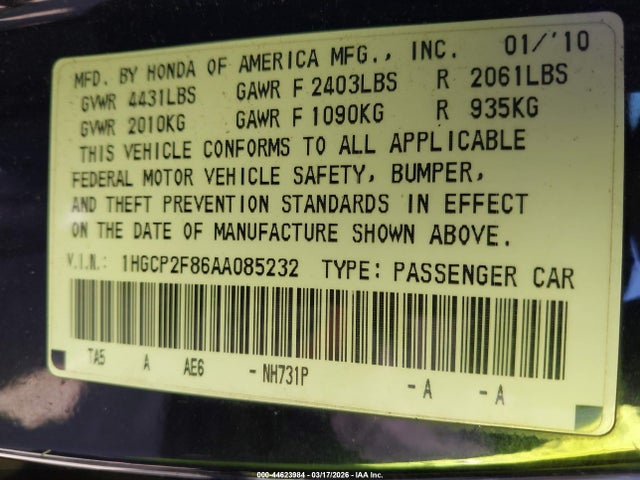 MFD. BY HONDA OF AMERICA MFG., INC. 01/'10
GVWR 4431LBS GAWR F 2403LBS R 2061LBS
GVWR 2010KG GAWR F 1090KG R 935KG
THIS VEHICLE CONFORMS TO ALL APPLICABLE
FEDERAL MOTOR VEHICLE SAFETY, BUMPER,
AND THEFT PREVENTION STANDARDS IN EFFECT
ON THE DATE OF MANUFACTURE SHOWN ABOVE.
V.I.N.: 1HGCP2F86AA085232 TYPE: PASSENGER CAR
TA5 A AE6 - NH731P - A - A
000-44623984 - 03/17/2026 - IAA Inc.